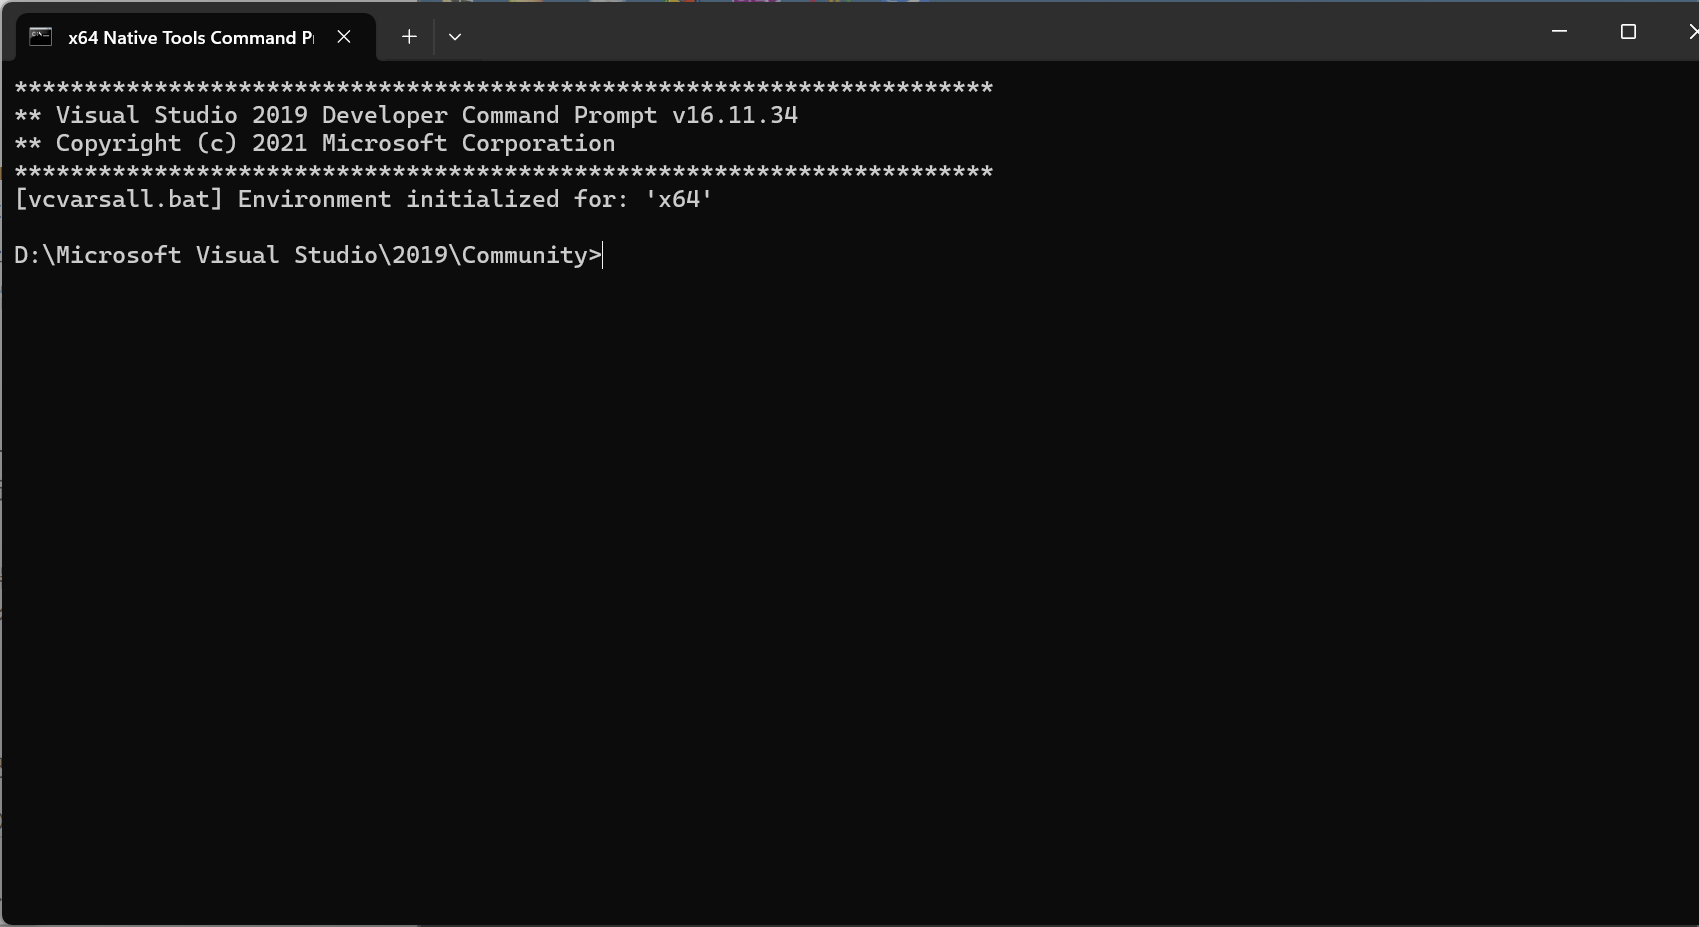 x64 Native Tools Command P
**********************************************************************
** Visual Studio 2019 Developer Command Prompt v16.11.34
** Copyright (c) 2021 Microsoft Corporation
**********************************************************************
[vcvarsall.bat] Environment initialized for: 'x64'
D:\Microsoft Visual Studio\2019\Community>